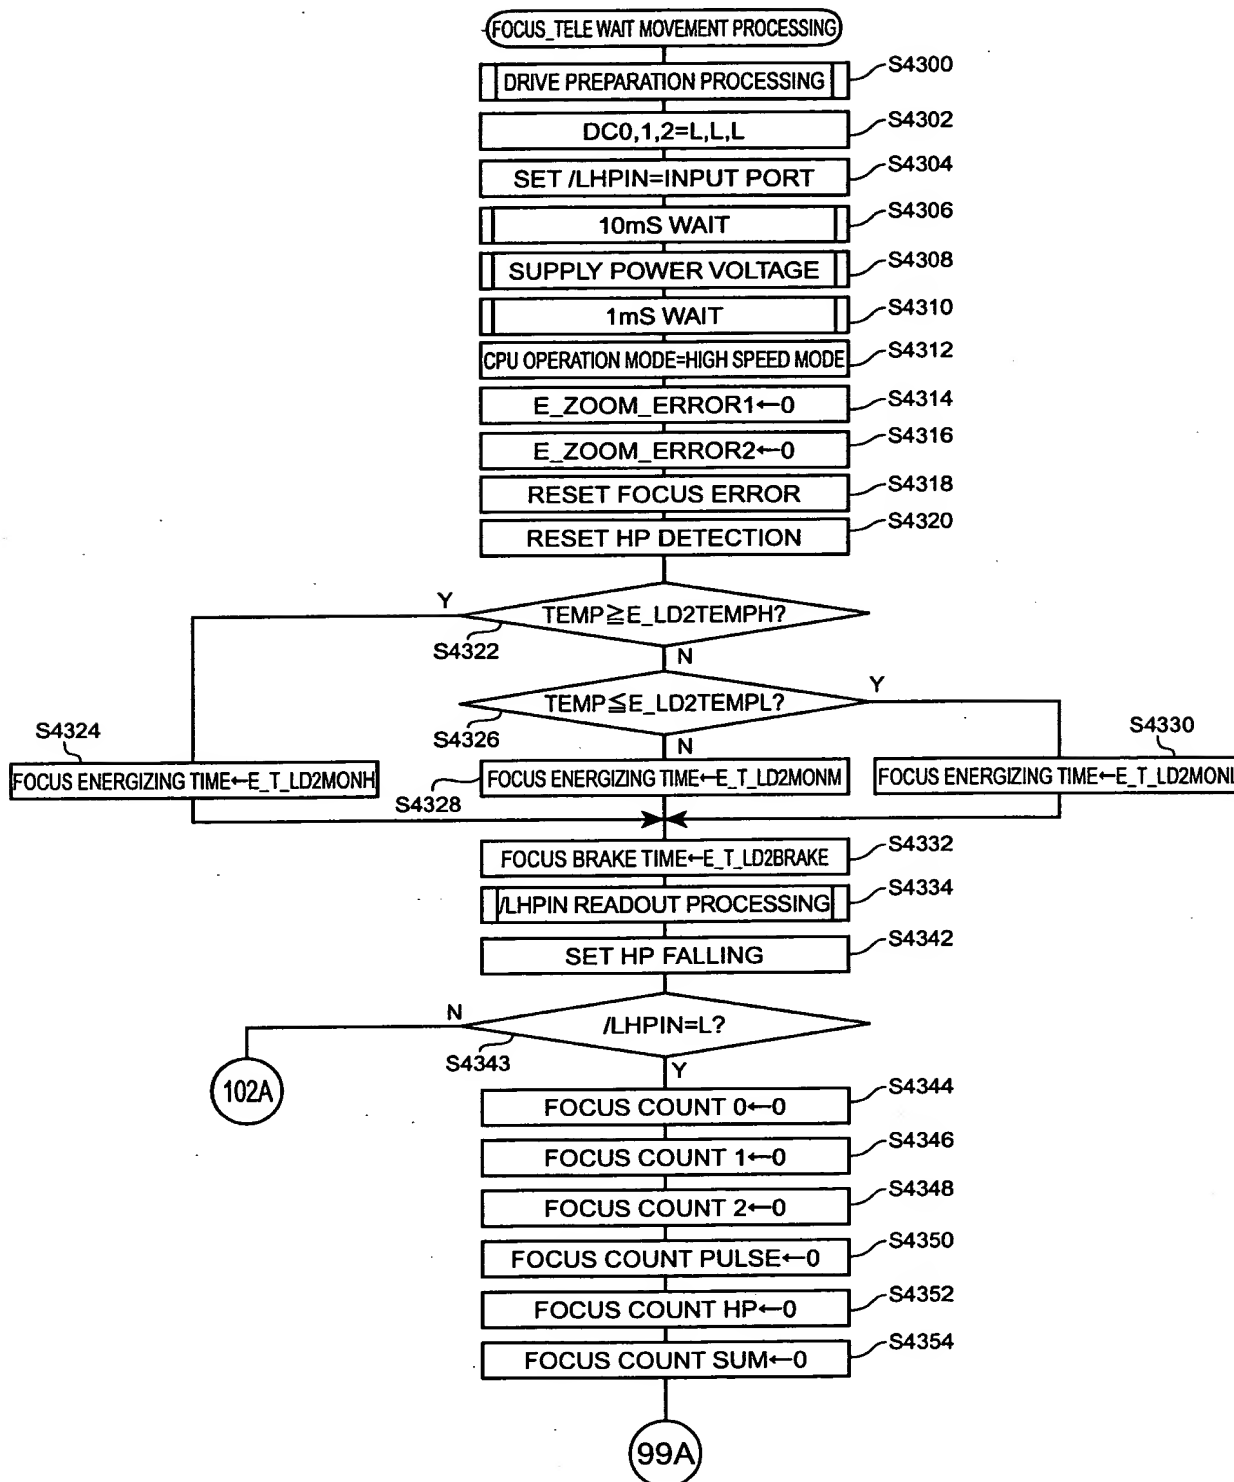 FOCUS_TELE WAIT MOVEMENT PROCESSING
DRIVE PREPARATION PROCESSING
S4300
DC0,1,2=L,L,L
S4302
SET /LHPIN=INPUT PORT
S4304
10mS WAIT
S4306
SUPPLY POWER VOLTAGE
S4308
1mS WAIT
S4310
CPU OPERATION MODE=HIGH SPEED MODE
S4312
E_ZOOM_ERROR1←0
S4314
E_ZOOM_ERROR2←0
S4316
RESET FOCUS ERROR
S4318
RESET HP DETECTION
S4320
Y
TEMP≧E_LD2TEMPH?
S4322
N
TEMP≦E_LD2TEMPL?
Y
S4326
N
S4324
FOCUS ENERGIZING TIME←E_T_LD2MONH
S4328
FOCUS ENERGIZING TIME←E_T_LD2MONM
S4330
FOCUS ENERGIZING TIME←E_T_LD2MONL
FOCUS BRAKE TIME←E_T_LD2BRAKE
S4332
/LHPIN READOUT PROCESSING
S4334
SET HP FALLING
S4342
N
/LHPIN=L?
S4343
Y
102A
FOCUS COUNT 0←0
S4344
FOCUS COUNT 1←0
S4346
FOCUS COUNT 2←0
S4348
FOCUS COUNT PULSE←0
S4350
FOCUS COUNT HP←0
S4352
FOCUS COUNT SUM←0
S4354
99A